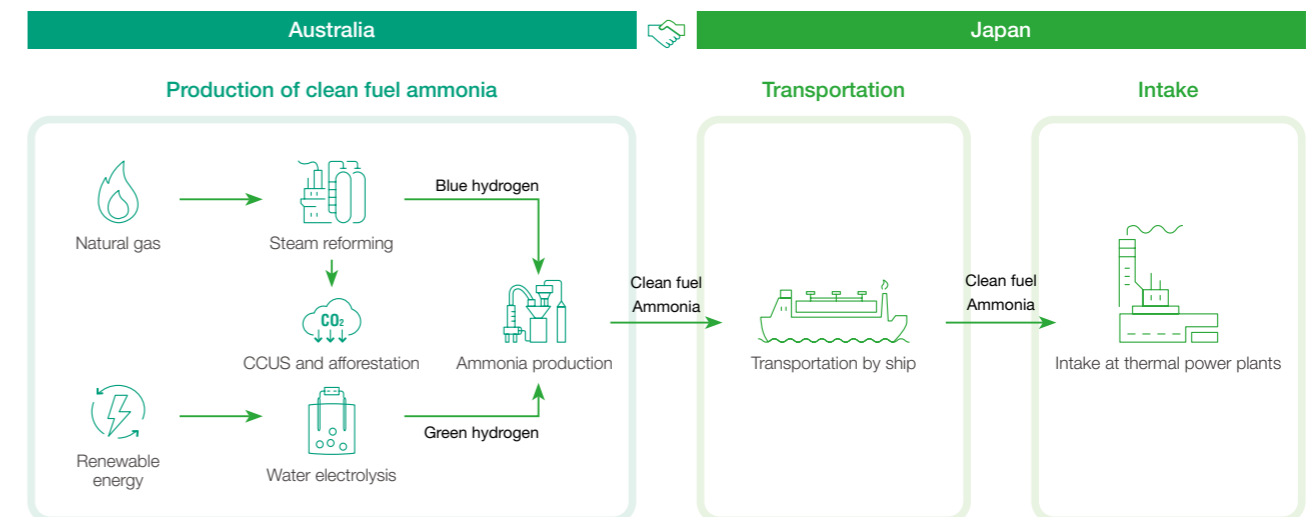 Australia
Japan
Production of clean fuel ammonia
Transportation
Intake
Natural gas
Steam reforming
Blue hydrogen
CO₂
CCUS and afforestation
Ammonia production
Renewable
energy
Water electrolysis
Green hydrogen
Clean fuel
Ammonia
Transportation by ship
Clean fuel
Ammonia
Intake at thermal power plants